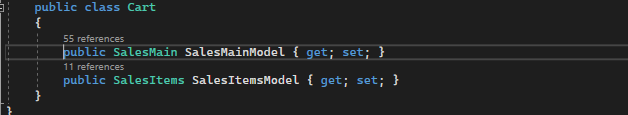 public class Cart
{
55 references
public SalesMain SalesMainModel { get; set; }
11 references
public SalesItems SalesItemsModel { get; set; }
}
}